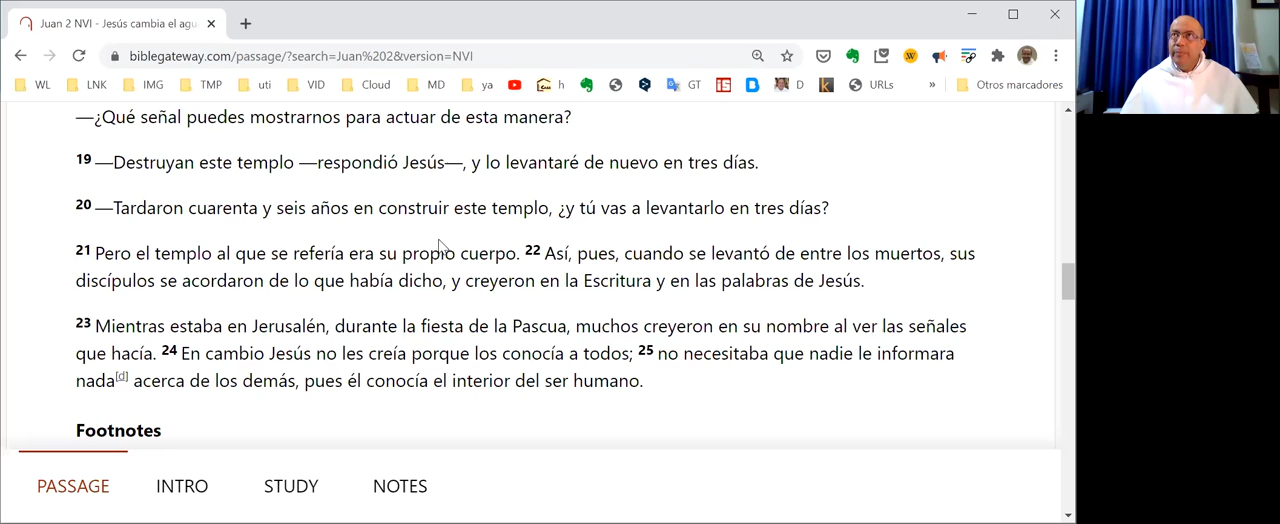 Juan 2 NVI - Jesús cambia el agu
biblegateway.com/passage/?search=Juan%202&version=NVI
WL LNK IMG TMP uti VID Cloud MD ya h GT D URLs » Otros marcadores
—¿Qué señal puedes mostrarnos para actuar de esta manera?
19 —Destruyan este templo —respondió Jesús—, y lo levantaré de nuevo en tres días.
20 —Tardaron cuarenta y seis años en construir este templo, ¿y tú vas a levantarlo en tres días?
21 Pero el templo al que se refería era su propio cuerpo. 22 Así, pues, cuando se levantó de entre los muertos, sus
discípulos se acordaron de lo que había dicho, y creyeron en la Escritura y en las palabras de Jesús.
23 Mientras estaba en Jerusalén, durante la fiesta de la Pascua, muchos creyeron en su nombre al ver las señales
que hacía. 24 En cambio Jesús no les creía porque los conocía a todos; 25 no necesitaba que nadie le informara
nada[d] acerca de los demás, pues él conocía el interior del ser humano.
Footnotes
PASSAGE INTRO STUDY NOTES